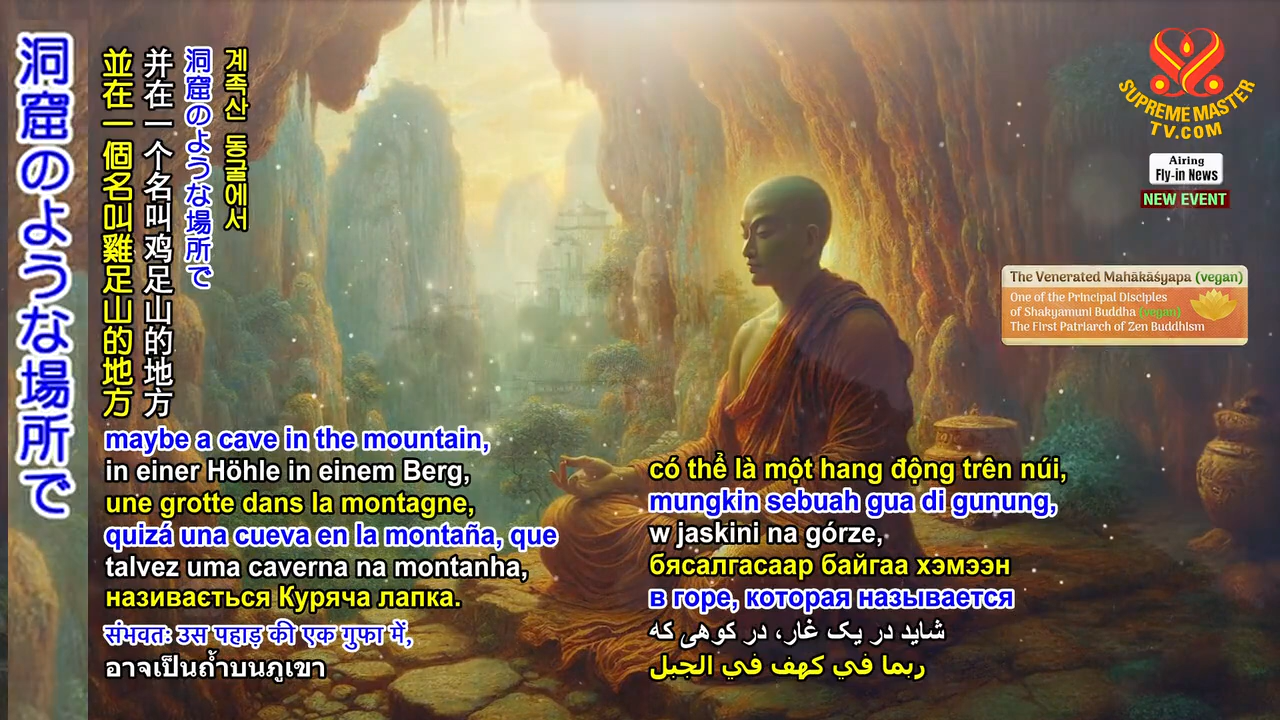 洞窟のような場所で
並在一個名叫雞足山的地方
并在一个名叫鸡足山的地方
洞窟のような場所で
계족산 동굴에서
maybe a cave in the mountain,
in einer Höhle in einem Berg,
une grotte dans la montagne,
quizá una cueva en la montaña, que
talvez uma caverna na montanha,
називається Куряча лапка.
संभवतः उस पहाड़ की एक गुफा में,
อาจเป็นถ้ำบนภูเขา
có thể là một hang động trên núi,
mungkin sebuah gua di gunung,
w jaskini na górze,
бясалгасаар байгаа хэмээн
в горе, которая называется
شاید در یک غار، در کوهی که
ربما في كهف في الجبل
SUPREME MASTER
TV.COM
Airing
Fly-in News
NEW EVENT
The Venerated Mahākāśyapa (vegan)
One of the Principal Disciples
of Shakyamuni Buddha (vegan)
The First Patriarch of Zen Buddhism